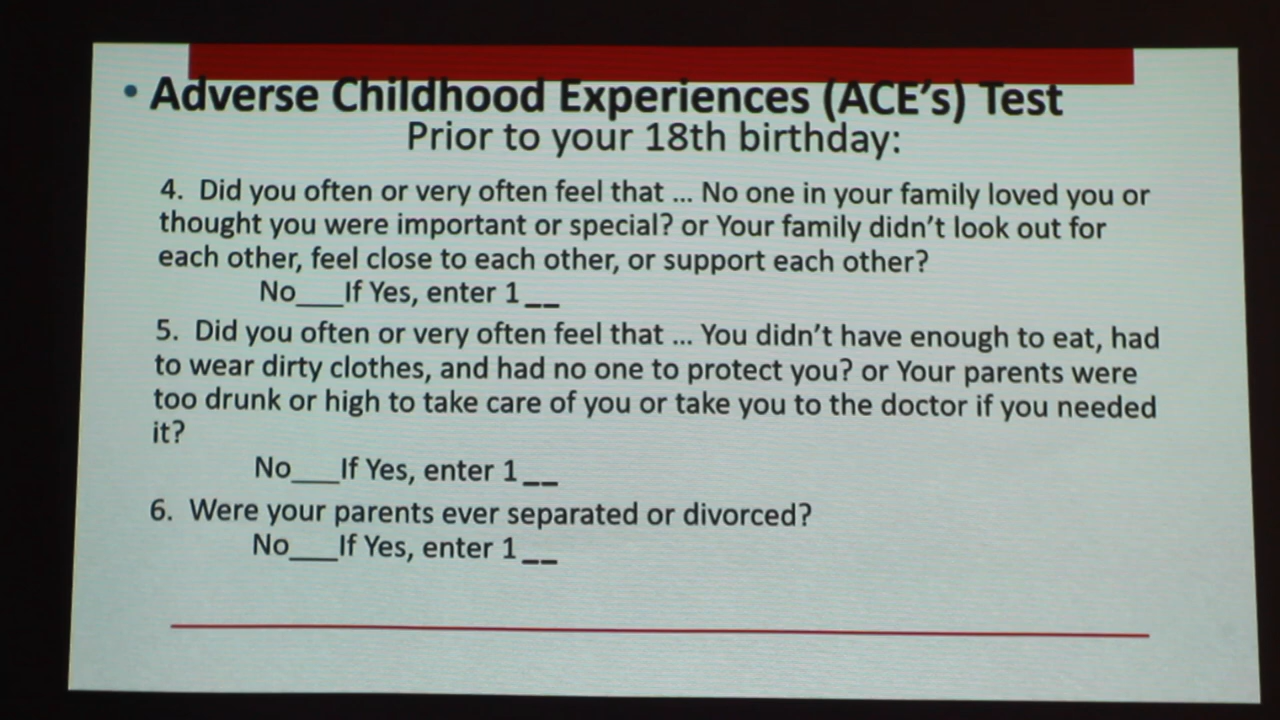 • Adverse Childhood Experiences (ACE’s) Test
Prior to your 18th birthday:
4. Did you often or very often feel that ... No one in your family loved you or
thought you were important or special? or Your family didn’t look out for
each other, feel close to each other, or support each other?
No___If Yes, enter 1__
5. Did you often or very often feel that ... You didn’t have enough to eat, had
to wear dirty clothes, and had no one to protect you? or Your parents were
too drunk or high to take care of you or take you to the doctor if you needed
it?
No___If Yes, enter 1__
6. Were your parents ever separated or divorced?
No___If Yes, enter 1__